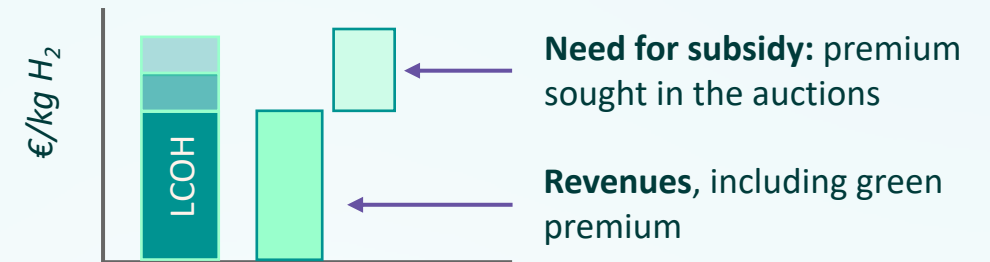 €/kg H₂
LCOH
Need for subsidy: premium
sought in the auctions
Revenues, including green
premium